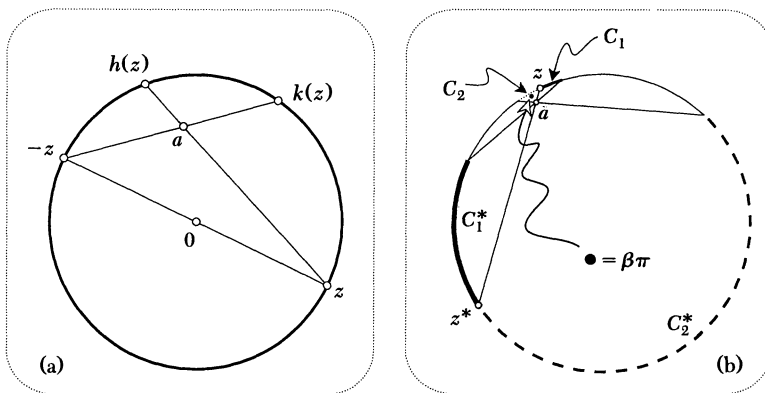 h(z)
k(z)
a
−z
0
z
(a)
C₁
z
C₂
a
C₁*
= βπ
z*
C₂*
(b)